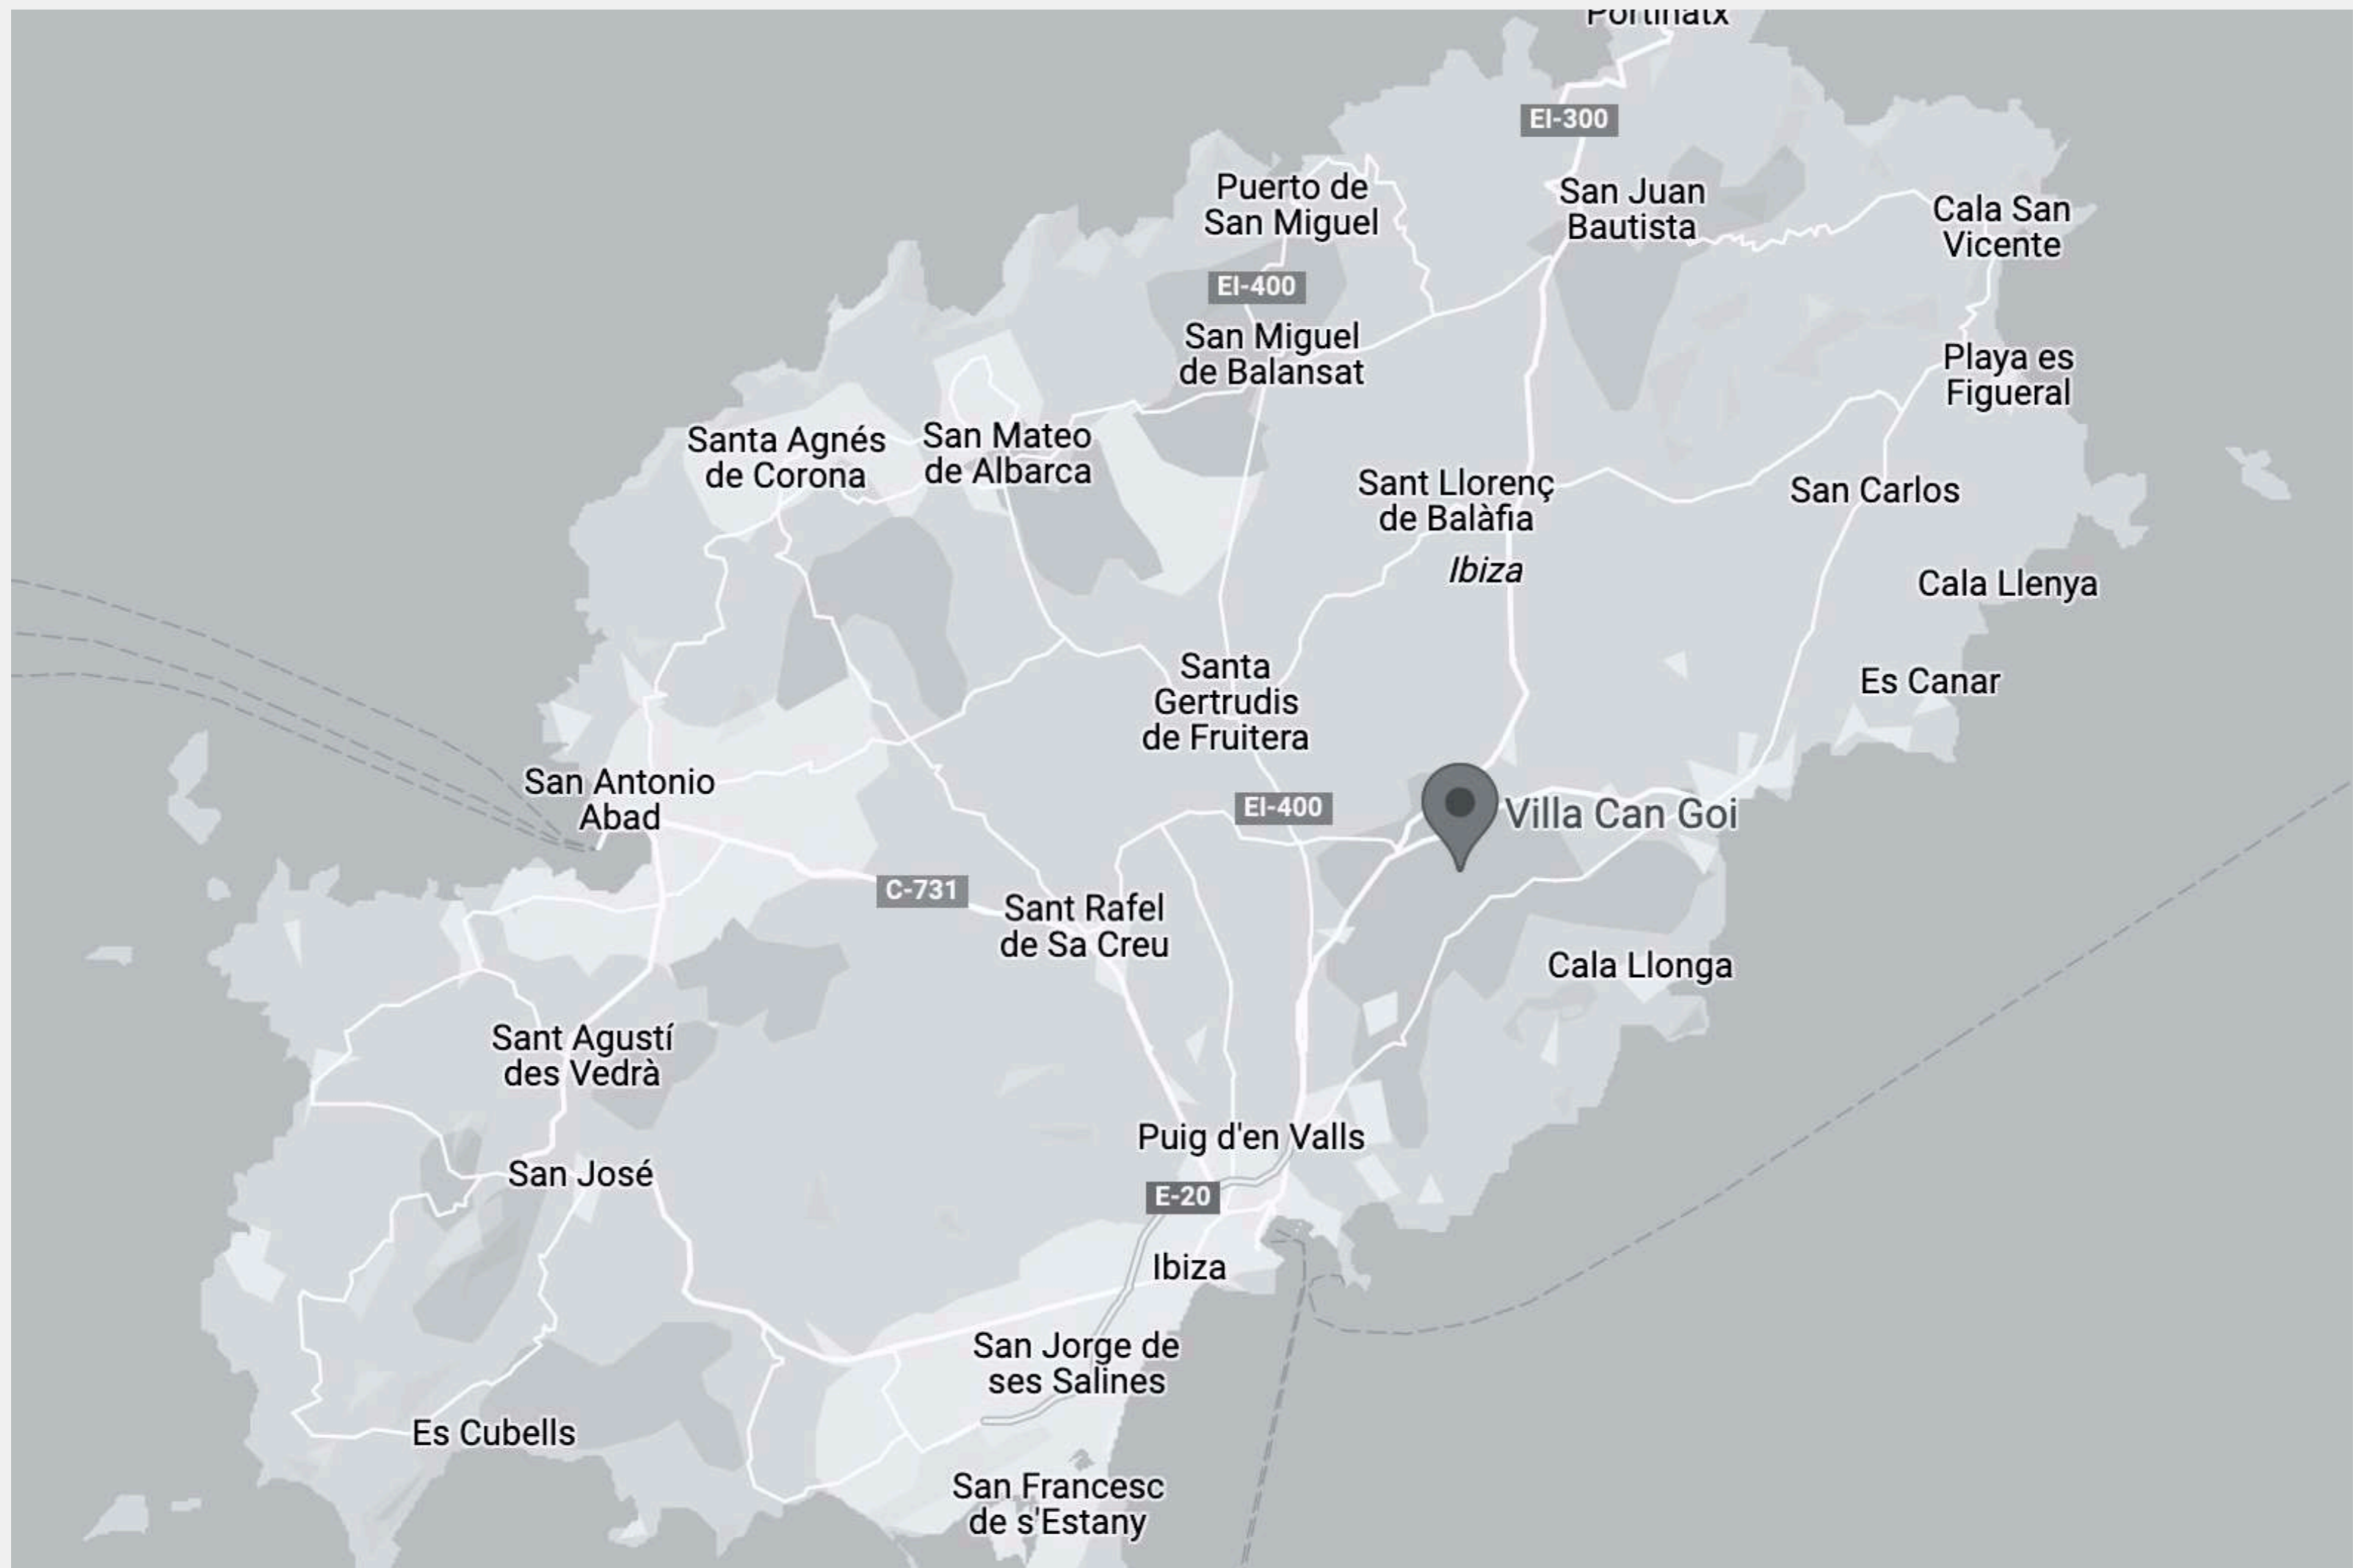 Portinatx
EI-300
Puerto de
San Miguel
San Juan
Bautista
Cala San
Vicente
EI-400
San Miguel
de Balansat
Playa es
Figueral
Santa Agnés
de Corona
San Mateo
de Albarca
Sant Llorenç
de Balàfia
San Carlos
Ibiza
Cala Llenya
Santa
Gertrudis
de Fruitera
Es Canar
San Antonio
Abad
EI-400
Villa Can Goi
C-731
Sant Rafel
de Sa Creu
Cala Llonga
Sant Agustí
des Vedrà
Puig d'en Valls
San José
E-20
Ibiza
San Jorge de
ses Salines
Es Cubells
San Francesc
de s'Estany